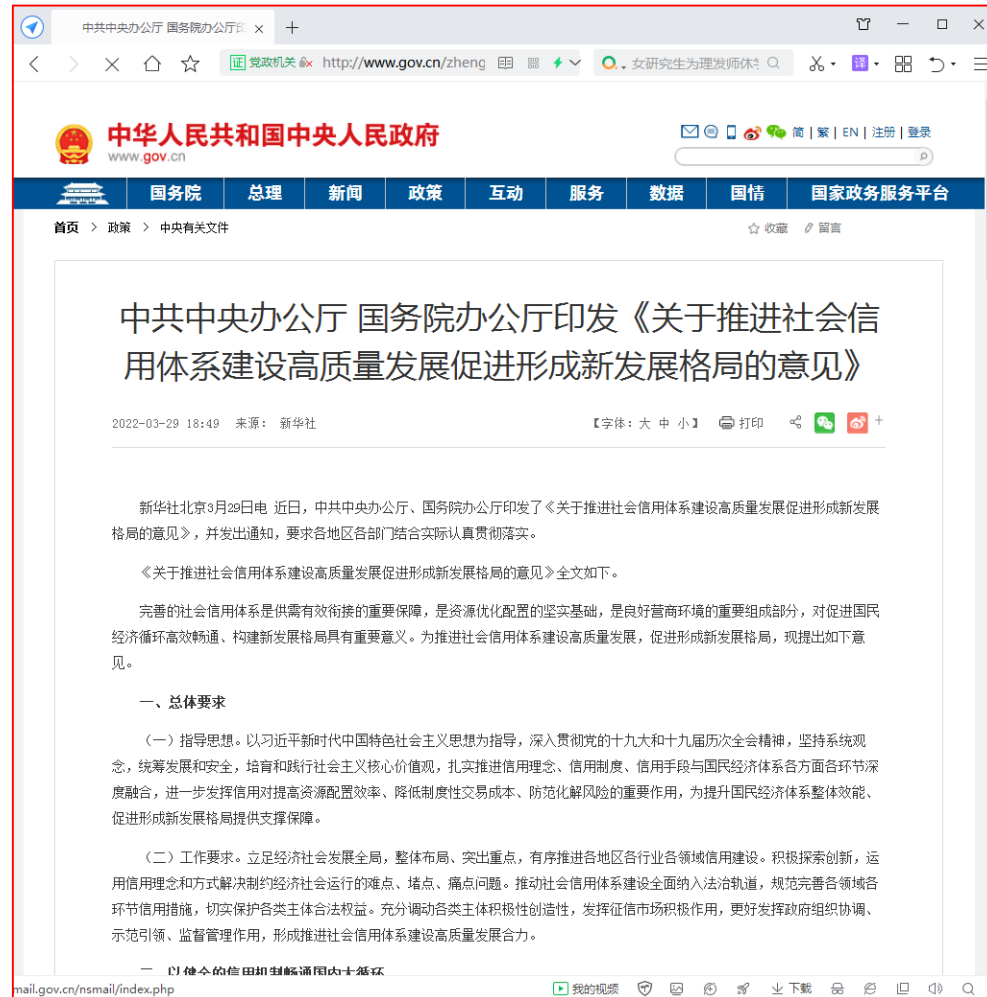 中共中央办公厅 国务院办公厅印
证 党政机关 http://www.gov.cn/zheng 女研究生为理发师休学 译
中华人民共和国中央人民政府
www.gov.cn
简 | 繁 | EN | 注册 | 登录
国务院 总理 新闻 政策 互动 服务 数据 国情 国家政务服务平台
首页 > 政策 > 中央有关文件 收藏 留言
中共中央办公厅 国务院办公厅印发《关于推进社会信
用体系建设高质量发展促进形成新发展格局的意见》
2022-03-29 18:49 来源: 新华社 【字体: 大 中 小】 打印
新华社北京3月29日电 近日，中共中央办公厅、国务院办公厅印发了《关于推进社会信用体系建设高质量发展促进形成新发展
格局的意见》，并发出通知，要求各地区各部门结合实际认真贯彻落实。
《关于推进社会信用体系建设高质量发展促进形成新发展格局的意见》全文如下。
完善的社会信用体系是供需有效衔接的重要保障，是资源优化配置的坚实基础，是良好营商环境的重要组成部分，对促进国民
经济循环高效畅通、构建新发展格局具有重要意义。为推进社会信用体系建设高质量发展，促进形成新发展格局，现提出如下意
见。
一、总体要求
（一）指导思想。以习近平新时代中国特色社会主义思想为指导，深入贯彻党的十九大和十九届历次全会精神，坚持系统观
念，统筹发展和安全，培育和践行社会主义核心价值观，扎实推进信用理念、信用制度、信用手段与国民经济体系各方面各环节深
度融合，进一步发挥信用对提高资源配置效率、降低制度性交易成本、防范化解风险的重要作用，为提升国民经济体系整体效能、
促进形成新发展格局提供支撑保障。
（二）工作要求。立足经济社会发展全局，整体布局、突出重点，有序推进各地区各行业各领域信用建设。积极探索创新，运
用信用理念和方式解决制约经济社会运行的难点、堵点、痛点问题。推动社会信用体系建设全面纳入法治轨道，规范完善各领域各
环节信用措施，切实保护各类主体合法权益。充分调动各类主体积极性创造性，发挥征信市场积极作用，更好发挥政府组织协调、
示范引领、监督管理作用，形成推进社会信用体系建设高质量发展合力。
二、以健全的信用机制畅通国内大循环
mail.gov.cn/nsmail/index.php 我的视频 下载